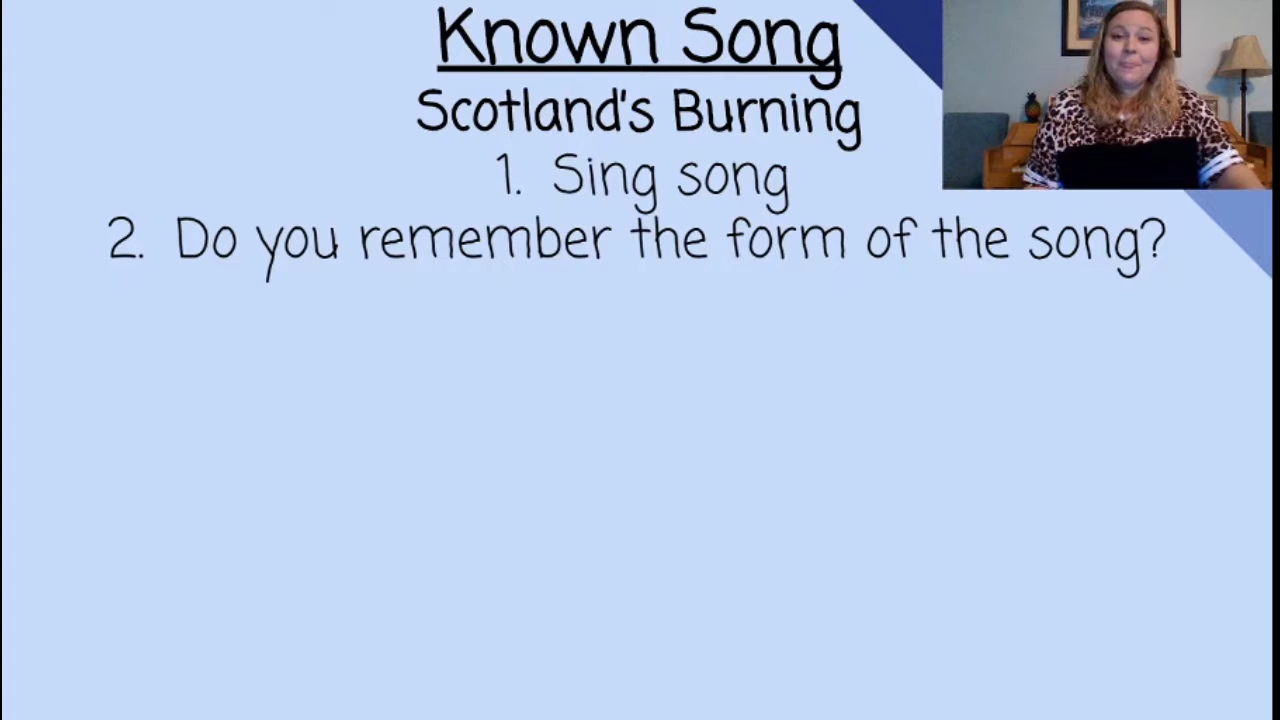 Known Song
Scotland's Burning
1. Sing song
2. Do you remember the form of the song?